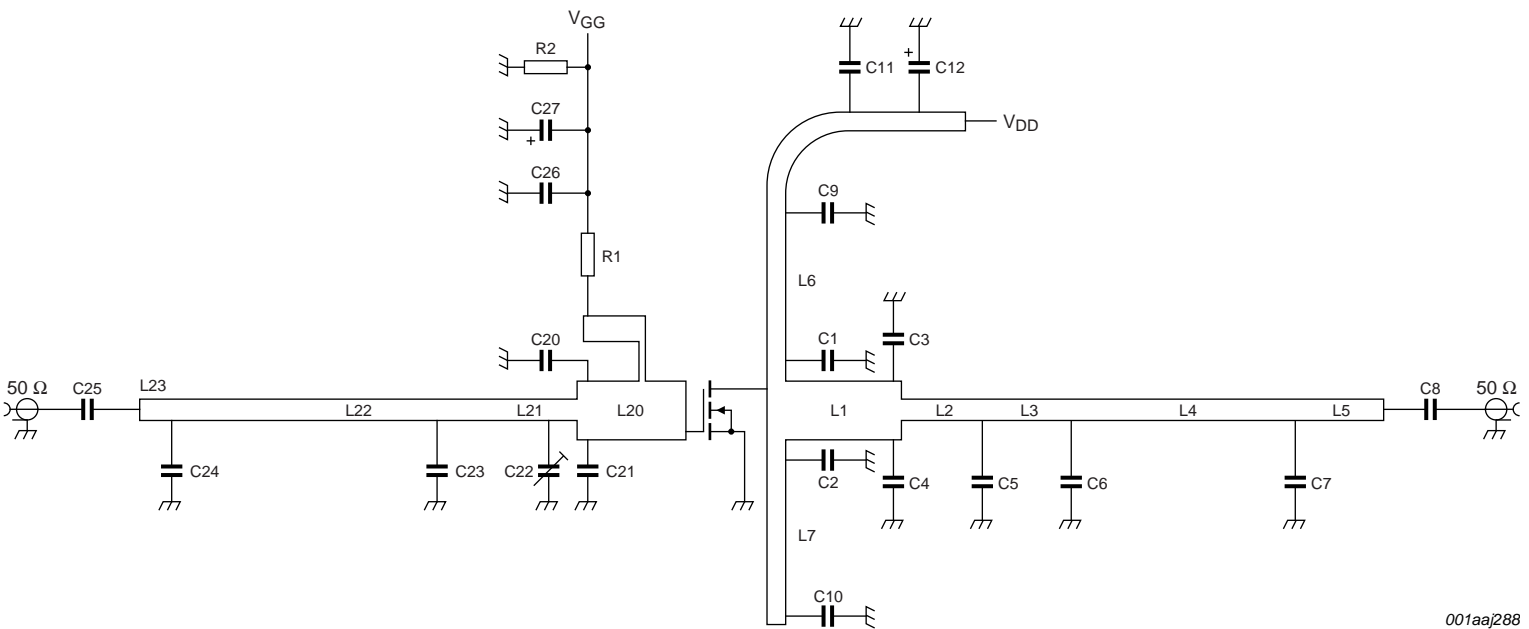 V_GG
R2
C27
+
C26
R1
C20
C11
+
C12
V_DD
C9
L6
C1
C3
50 Ω
C25
L23
L22
L21
L20
L1
L2
L3
L4
L5
C8
50 Ω
C24
C23
C22
C21
C2
C4
C5
C6
C7
L7
C10
001aaj288